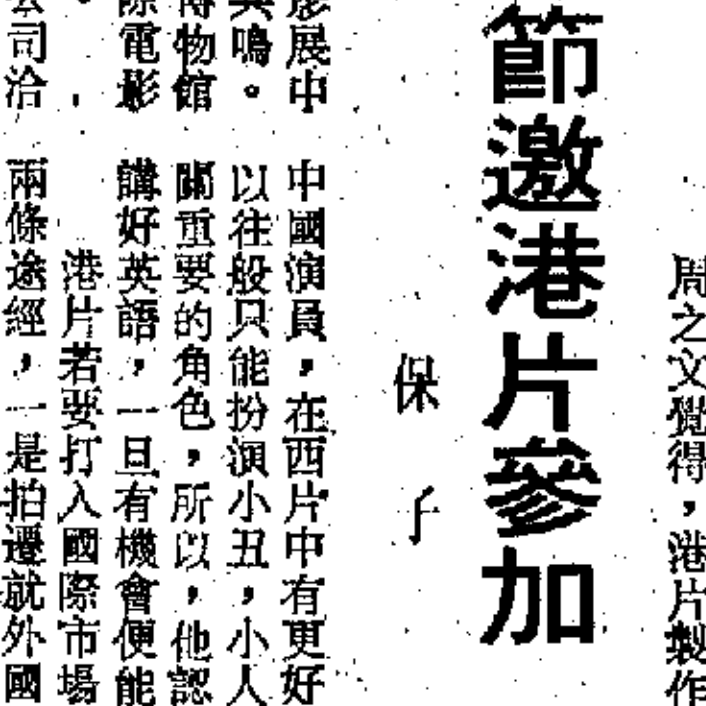 周之文覺得，港片製作
節邀港片參加
保子
膠展中
中國演員，在西片中有更好
共鳴。
以往般只能扮演小丑，小人
博物館
關重要的角色，所以，他認
際電影
講好英語，一旦有機會便能
。，
港片若要打入國際市場
公司洽
兩條途經，一是拍遷就外國